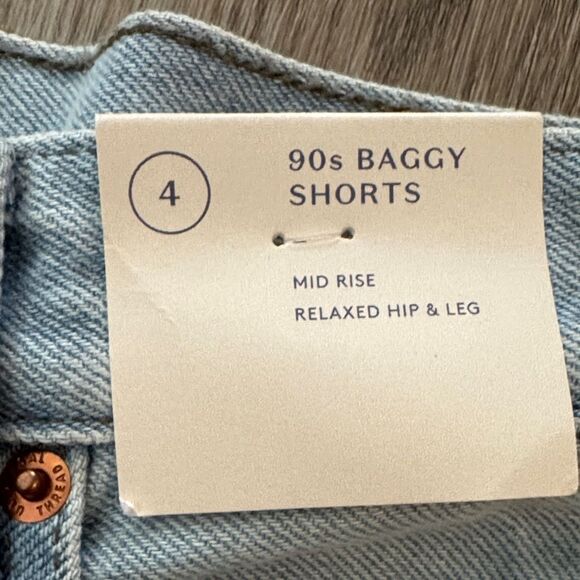 4
90s BAGGY
SHORTS
MID RISE
RELAXED HIP & LEG
THREAD